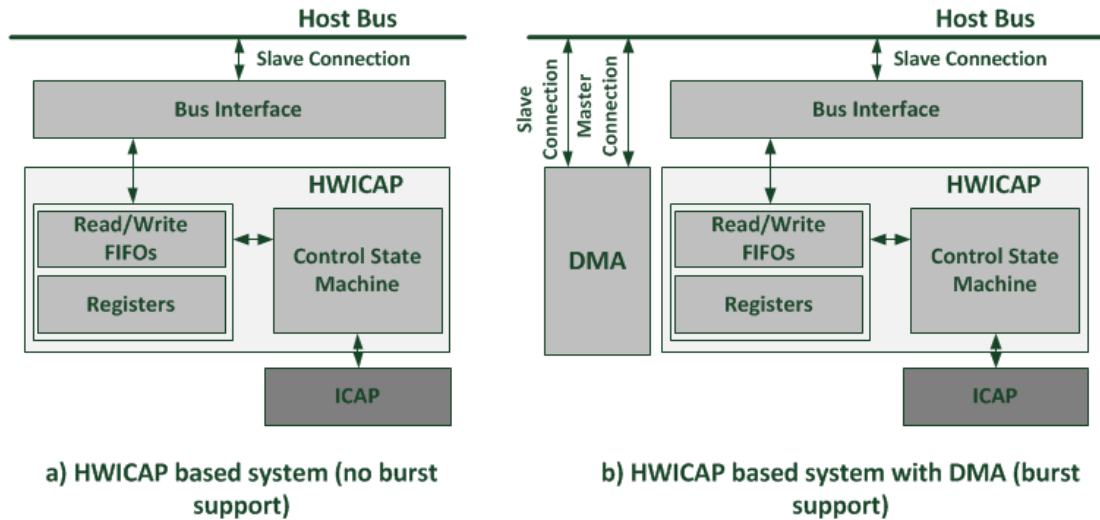 Host Bus
Slave Connection
Bus Interface
HWICAP
Read/Write
FIFOs
Registers
Control State
Machine
ICAP
a) HWICAP based system (no burst
support)
Host Bus
Slave
Connection
Master
Connection
Slave Connection
Bus Interface
DMA
HWICAP
Read/Write
FIFOs
Registers
Control State
Machine
ICAP
b) HWICAP based system with DMA (burst
support)